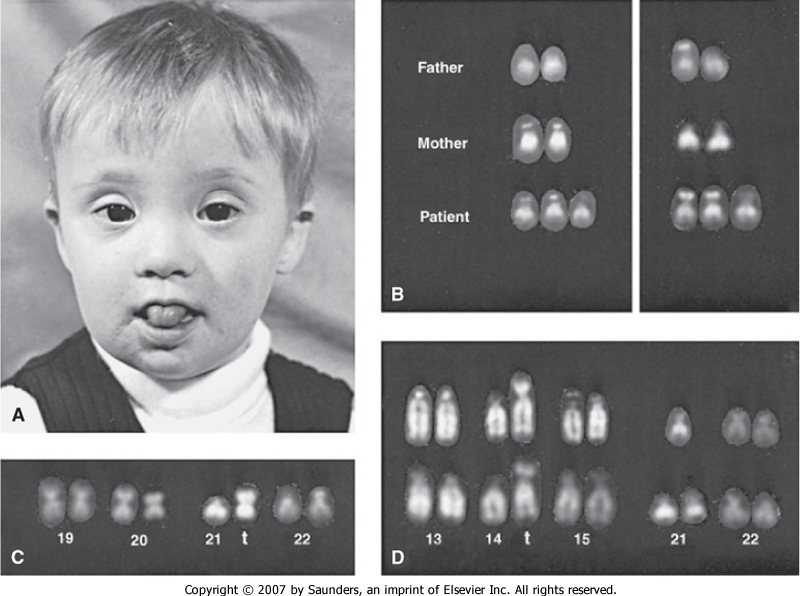 Father
Mother
Patient
B
A
19 20 21 t 22
C
13 14 t 15 21 22
D
Copyright © 2007 by Saunders, an imprint of Elsevier Inc. All rights reserved.